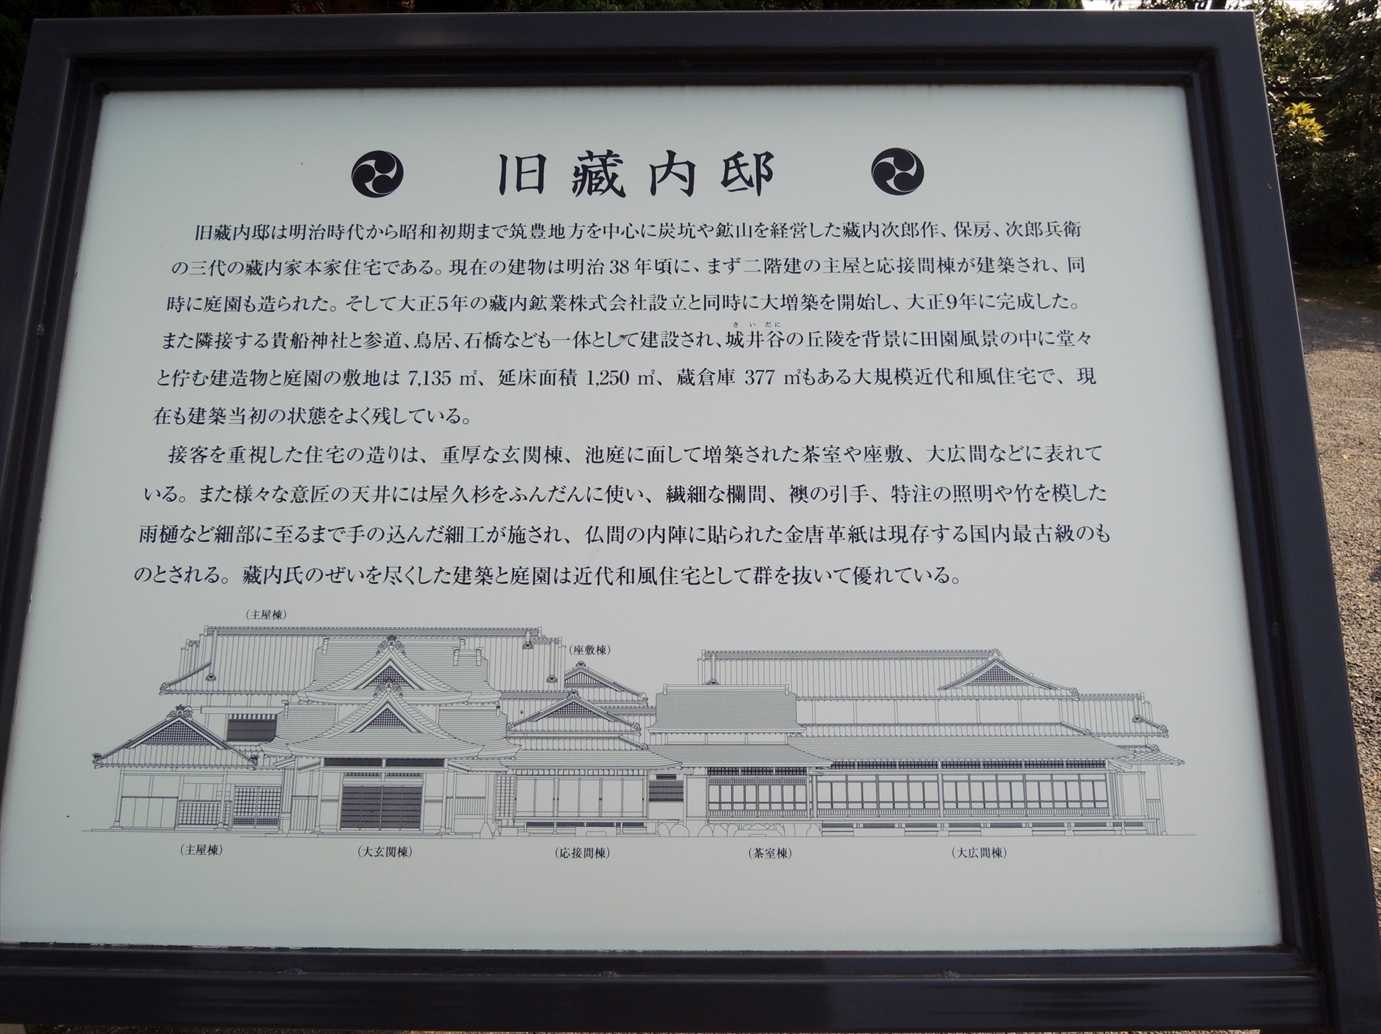 旧藏内邸
旧藏内邸は明治時代から昭和初期まで筑豊地方を中心に炭坑や鉱山を経営した藏内次郎作、保房、次郎兵衛
の三代の藏内家本家住宅である。現在の建物は明治38年頃に、まず二階建の主屋と応接間棟が建築され、同
時に庭園も造られた。そして大正5年の藏内鉱業株式会社設立と同時に大増築を開始し、大正9年に完成した。
きいだに
また隣接する貴船神社と参道、鳥居、石橋なども一体として建設され、城井谷の丘陵を背景に田園風景の中に堂々
と佇む建造物と庭園の敷地は7,135㎡、延床面積1,250㎡、蔵倉庫377㎡もある大規模近代和風住宅で、現
在も建築当初の状態をよく残している。
接客を重視した住宅の造りは、重厚な玄関棟、池庭に面して増築された茶室や座敷、大広間などに表れて
いる。また様々な意匠の天井には屋久杉をふんだんに使い、繊細な欄間、襖の引手、特注の照明や竹を模した
雨樋など細部に至るまで手の込んだ細工が施され、仏間の内陣に貼られた金唐革紙は現存する国内最古級のも
のとされる。藏内氏のぜいを尽くした建築と庭園は近代和風住宅として群を抜いて優れている。
(主屋棟)
(座敷棟)
(主屋棟)
(大玄関棟)
(応接間棟)
(茶室棟)
(大広間棟)